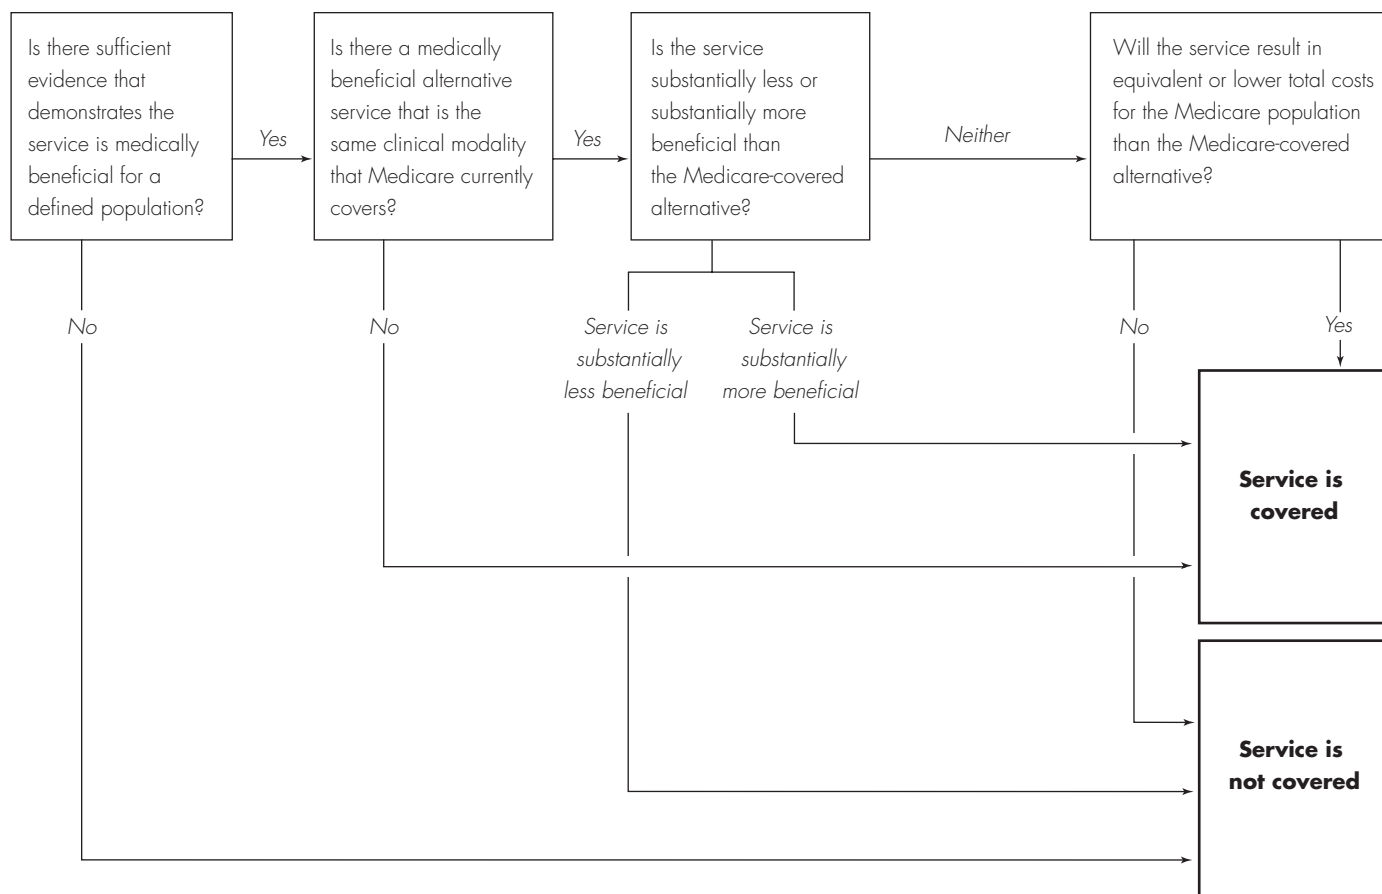 Is there sufficient
evidence that
demonstrates the
service is medically
beneficial for a
defined population?
Yes
Is there a medically
beneficial alternative
service that is the
same clinical modality
that Medicare currently
covers?
Yes
Is the service
substantially less or
substantially more
beneficial than
the Medicare-covered
alternative?
Neither
Will the service result in
equivalent or lower total costs
for the Medicare population
than the Medicare-covered
alternative?
No
No
Service is
substantially
less beneficial
Service is
substantially
more beneficial
No
Yes
Service is
covered
Service is
not covered